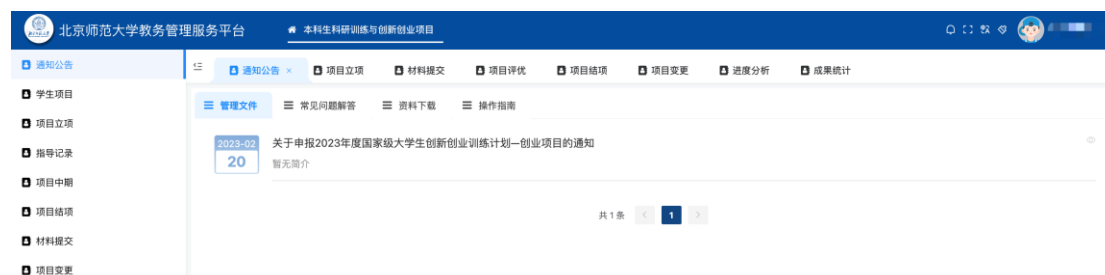 北京师范大学教务管理服务平台
本科生科研训练与创新创业项目
通知公告
学生项目
项目立项
指导记录
项目中期
项目结项
材料提交
项目变更
通知公告 ×
项目立项
材料提交
项目评优
项目结项
项目变更
进度分析
成果统计
管理文件
常见问题解答
资料下载
操作指南
2023-02
20
关于申报2023年度国家级大学生创新创业训练计划—创业项目的通知
暂无简介
共 1 条 < 1 >